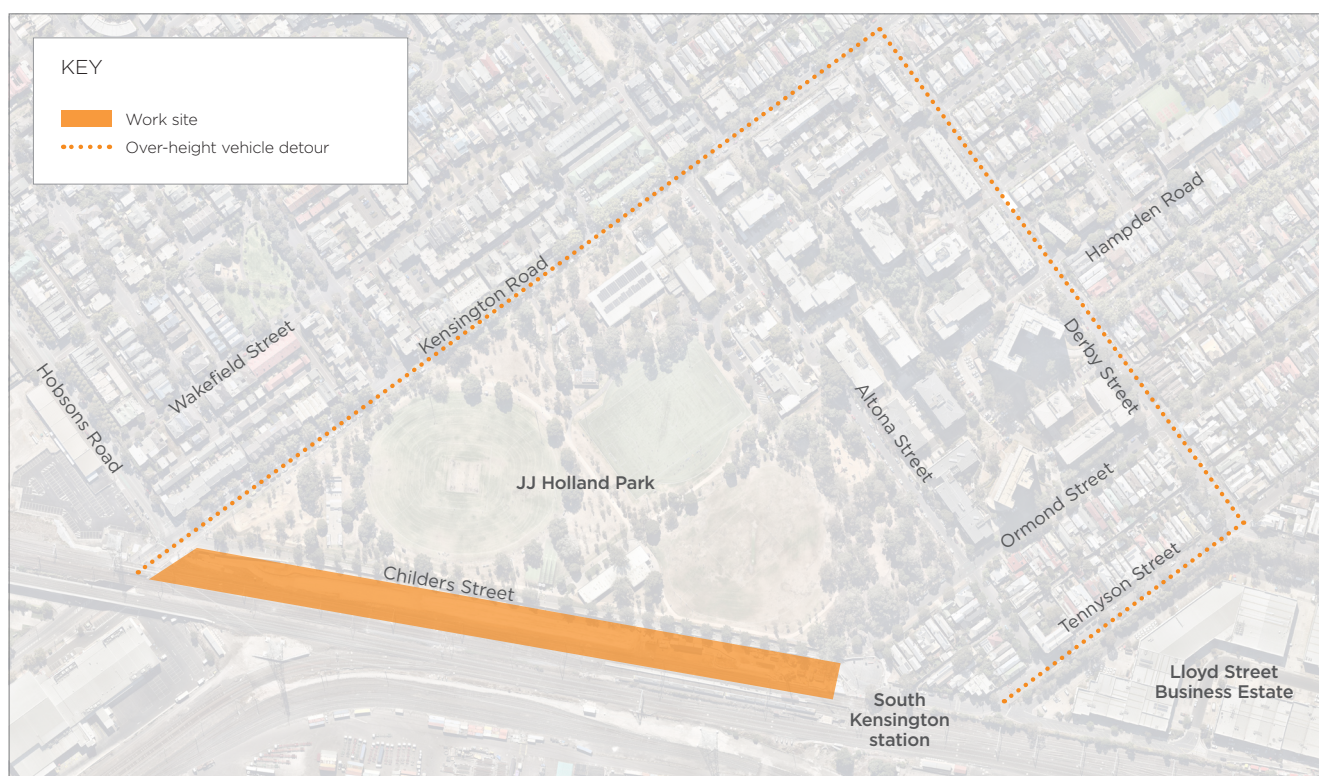 KEY
Work site
Over-height vehicle detour
Hampden Road
Kensington Road
Wakefield Street
Hobsons Road
Derby Street
Altona Street
JJ Holland Park
Ormond Street
Childers Street
Tennyson Street
Lloyd Street
Business Estate
South
Kensington
station